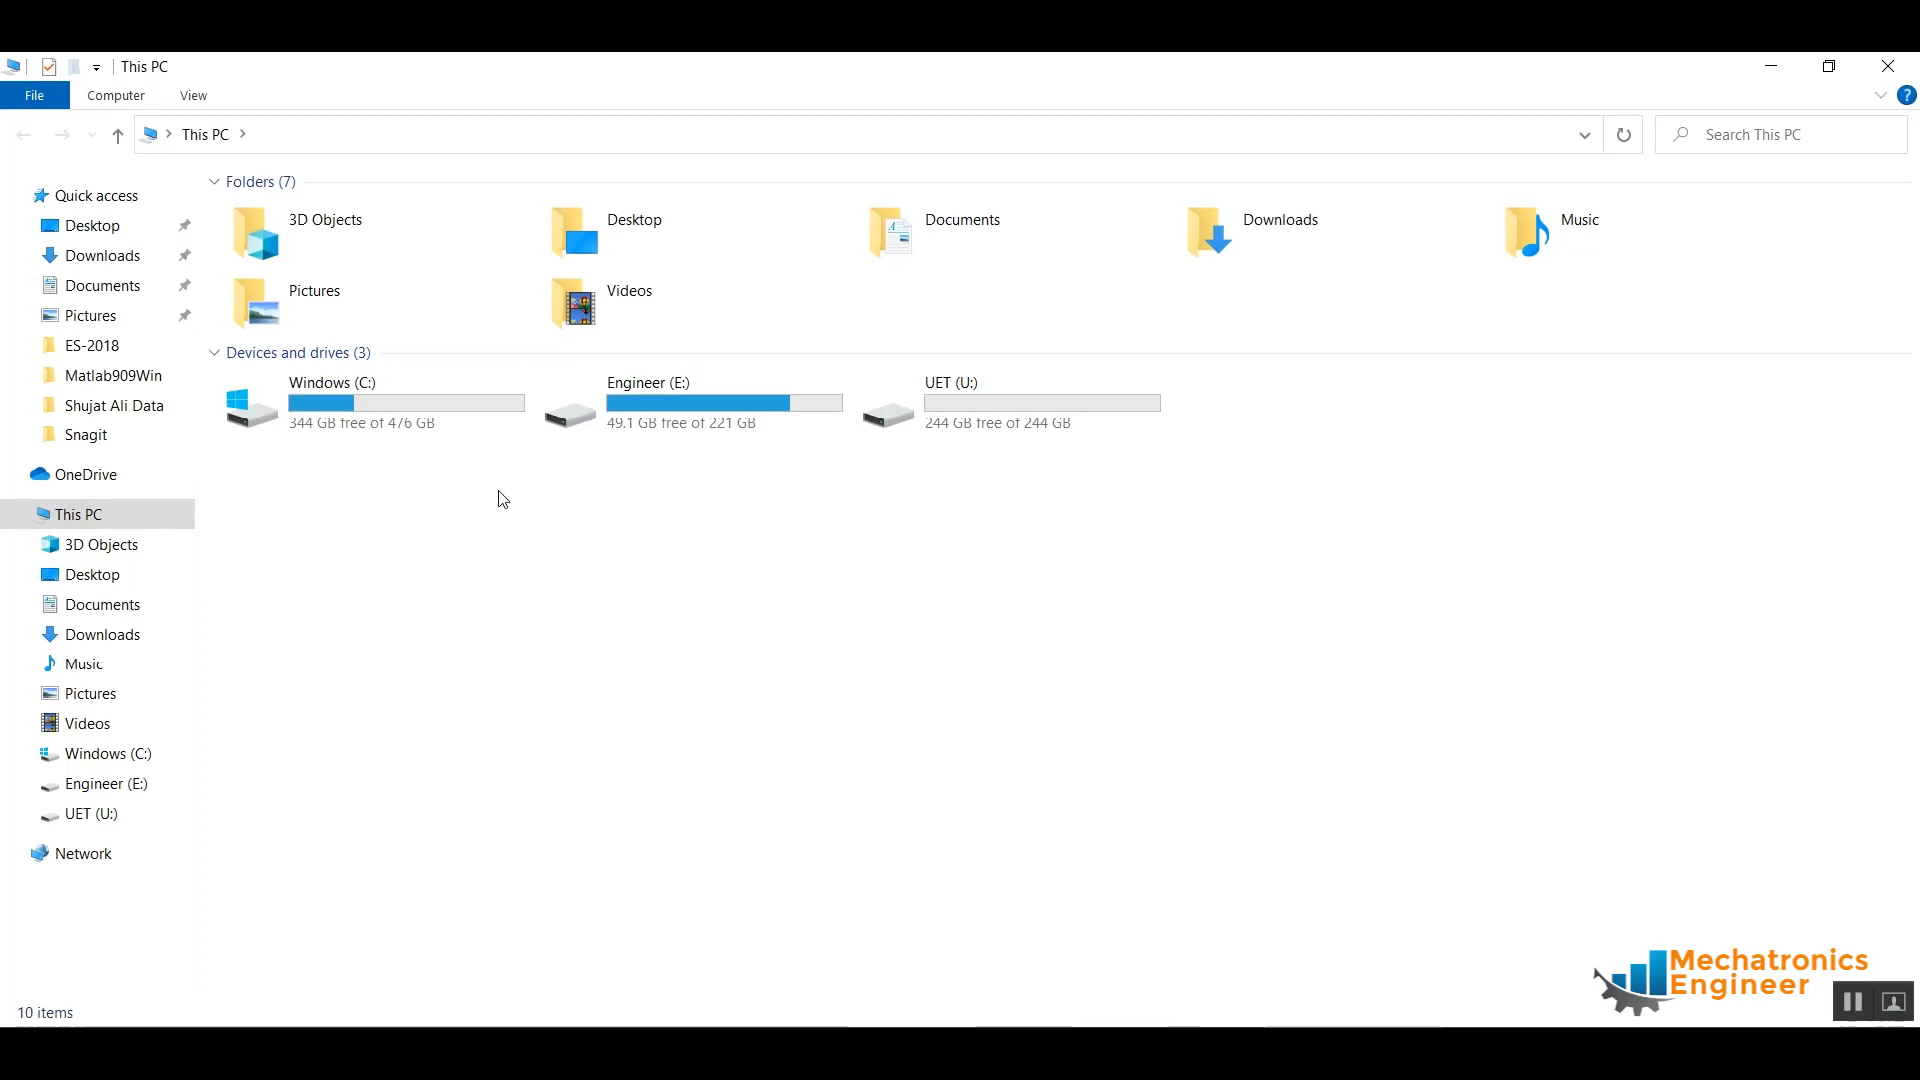 This PC
File
Computer
View
?
This PC
Search This PC
Quick access
Desktop
Downloads
Documents
Pictures
ES-2018
Matlab909Win
Shujat Ali Data
Snagit
OneDrive
This PC
3D Objects
Desktop
Documents
Downloads
Music
Pictures
Videos
Windows (C:)
Engineer (E:)
UET (U:)
Network
Folders (7)
3D Objects
Desktop
Documents
Downloads
Music
Pictures
Videos
Devices and drives (3)
Windows (C:)
344 GB free of 476 GB
Engineer (E:)
49.1 GB free of 221 GB
UET (U:)
244 GB free of 244 GB
10 items
Mechatronics
Engineer